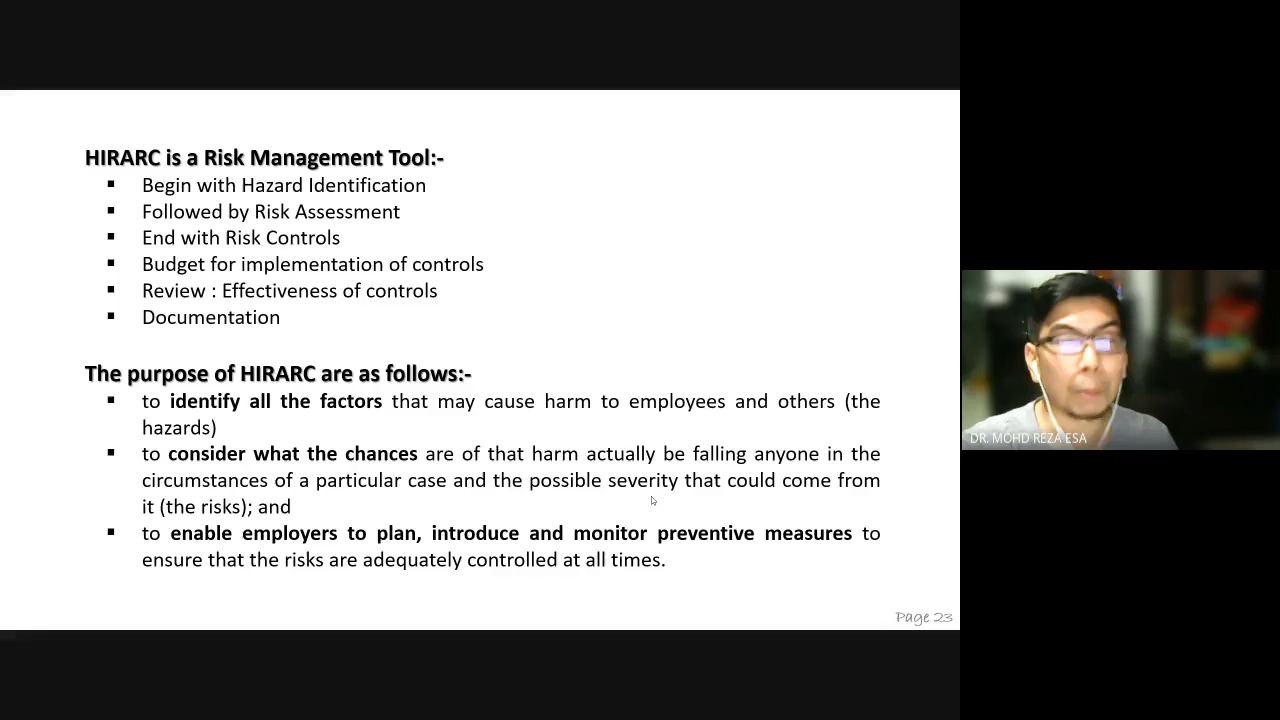 HIRARC is a Risk Management Tool:-
▪ Begin with Hazard Identification
▪ Followed by Risk Assessment
▪ End with Risk Controls
▪ Budget for implementation of controls
▪ Review : Effectiveness of controls
▪ Documentation
The purpose of HIRARC are as follows:-
▪ to identify all the factors that may cause harm to employees and others (the
hazards)
▪ to consider what the chances are of that harm actually be falling anyone in the
circumstances of a particular case and the possible severity that could come from
it (the risks); and
▪ to enable employers to plan, introduce and monitor preventive measures to
ensure that the risks are adequately controlled at all times.
Page 23
DR. MOHD REZA ESA